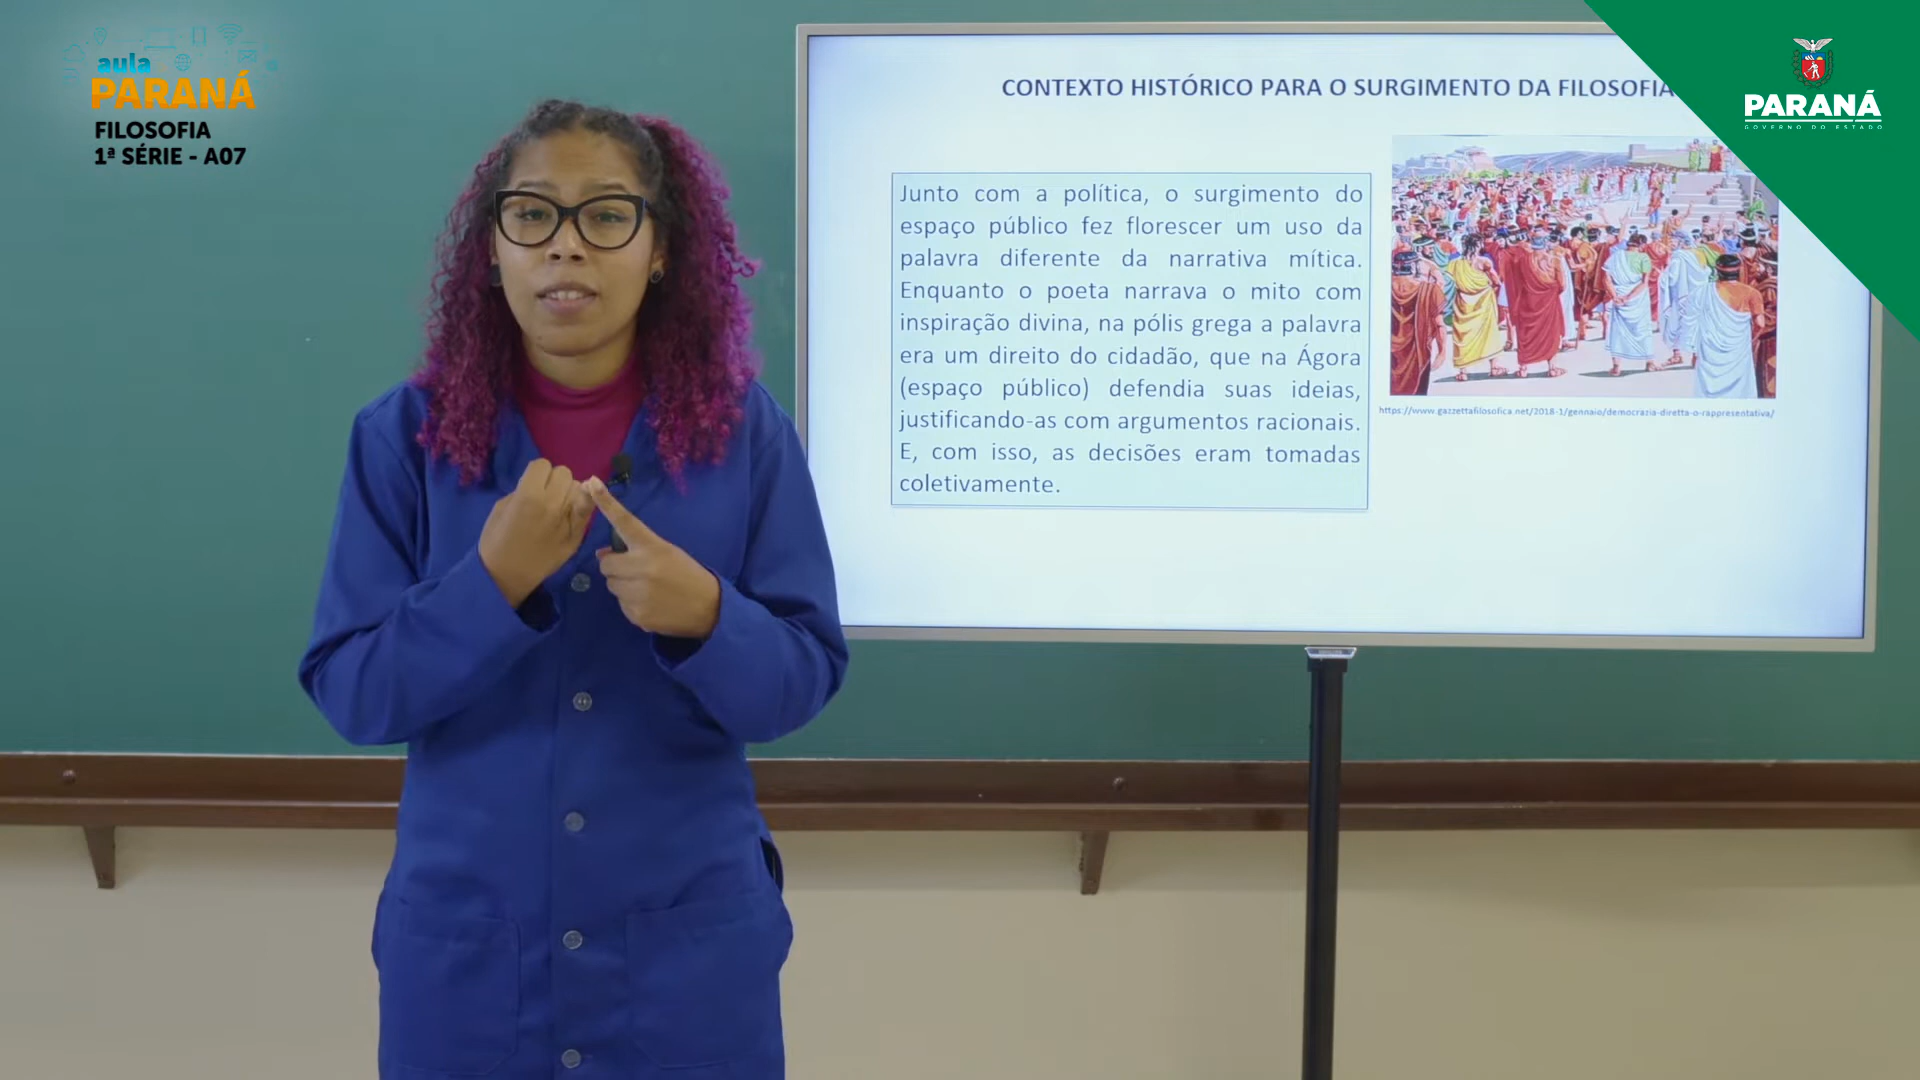 aula
PARANÁ
FILOSOFIA
1ª SÉRIE - A07
CONTEXTO HISTÓRICO PARA O SURGIMENTO DA FILOSOFIA
Junto com a política, o surgimento do
espaço público fez florescer um uso da
palavra diferente da narrativa mítica.
Enquanto o poeta narrava o mito com
inspiração divina, na pólis grega a palavra
era um direito do cidadão, que na Ágora
(espaço público) defendia suas ideias,
justificando-as com argumentos racionais.
E, com isso, as decisões eram tomadas
coletivamente.
https://www.gazzettafilosofica.net/2018-1/gennaio/democrazia-diretta-o-rappresentativa/
PARANÁ
GOVERNO DO ESTADO